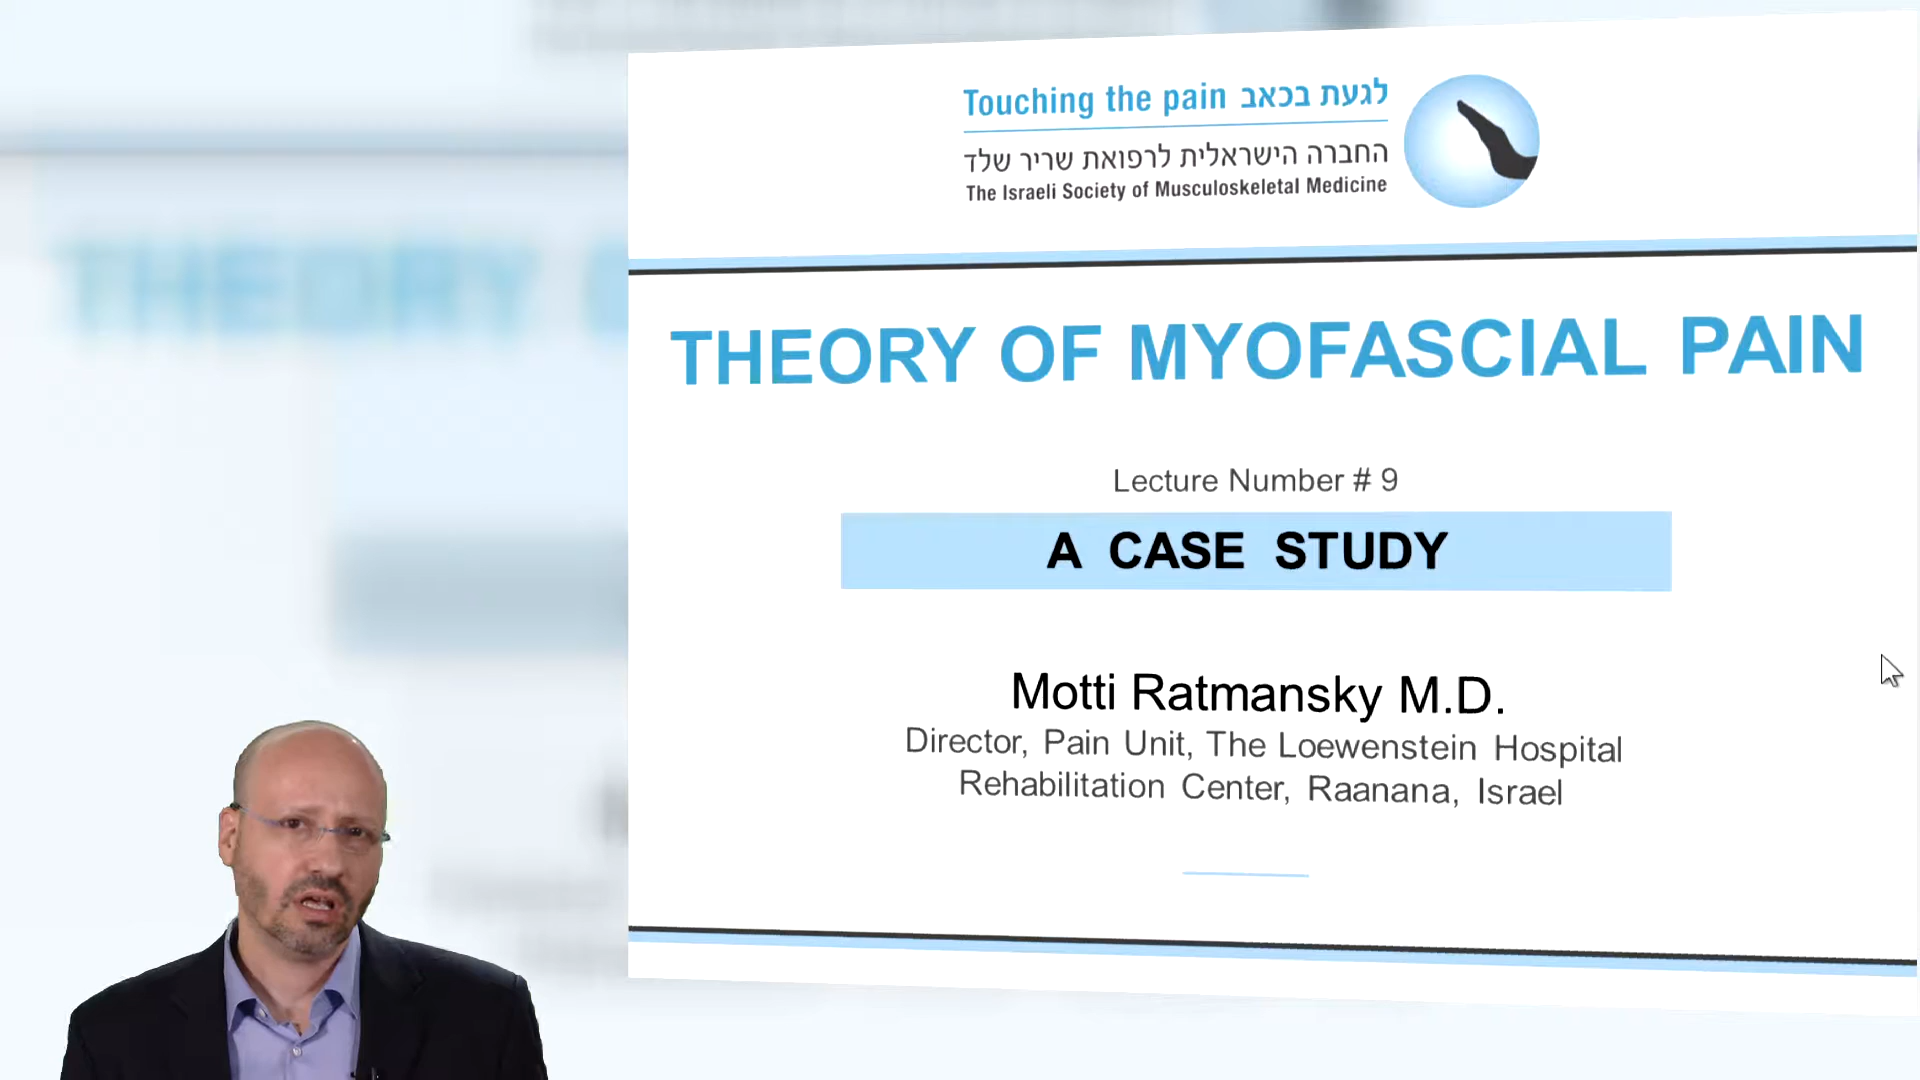 Touching the pain לגעת בכאב
החברה הישראלית לרפואת שריר שלד
The Israeli Society of Musculoskeletal Medicine
THEORY OF MYOFASCIAL PAIN
Lecture Number # 9
A CASE STUDY
Motti Ratmansky M.D.
Director, Pain Unit, The Loewenstein Hospital
Rehabilitation Center, Raanana, Israel
THEORY